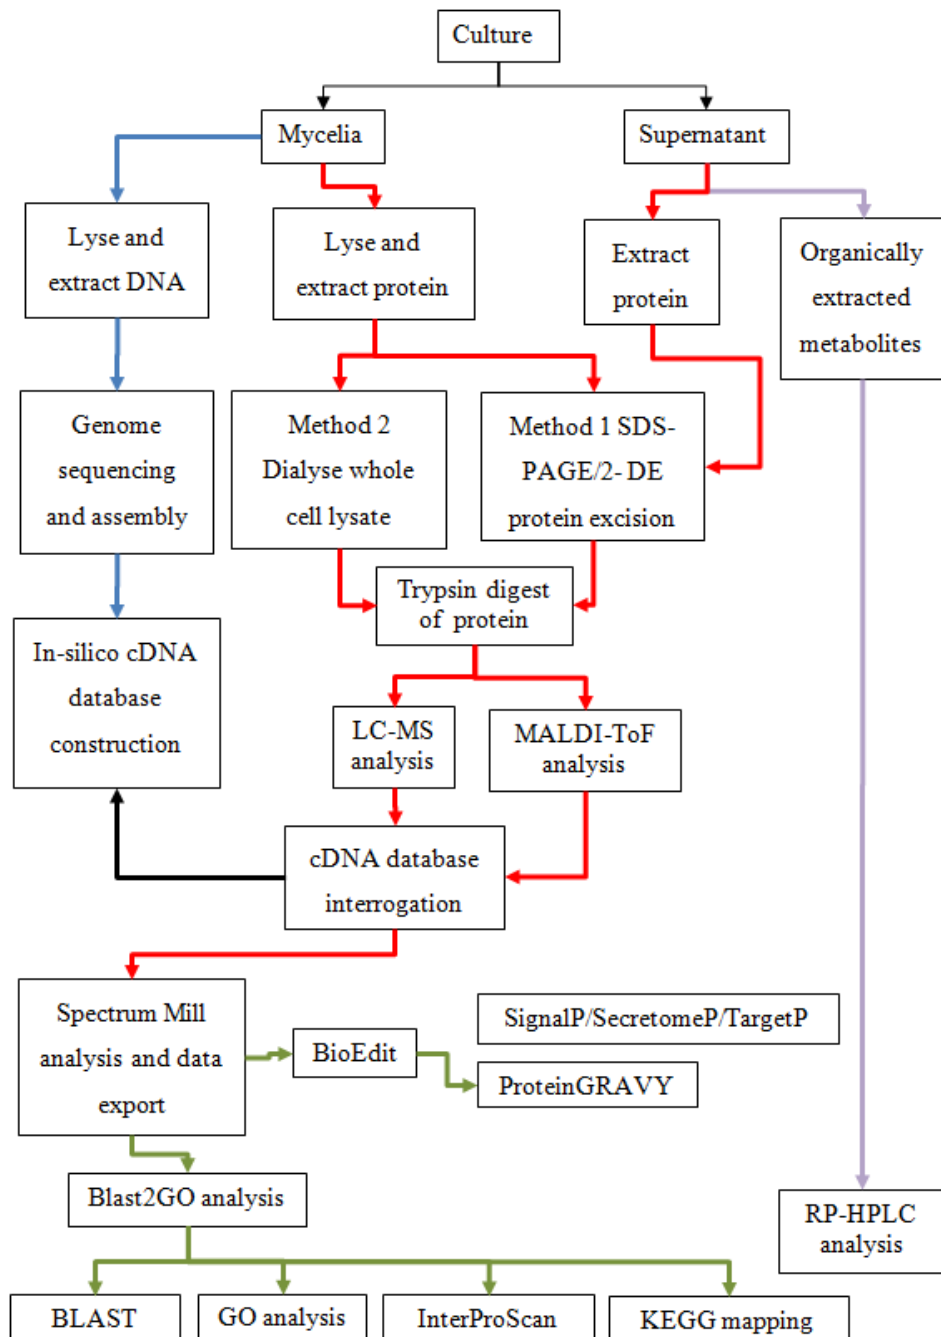 Culture
Mycelia
Supernatant
Lyse and
extract DNA
Lyse and
extract protein
Extract
protein
Organically
extracted
metabolites
Genome
sequencing
and assembly
Method 2
Dialyse whole
cell lysate
Method 1 SDS-
PAGE/2- DE
protein excision
Trypsin digest
of protein
In-silico cDNA
database
construction
LC-MS
analysis
MALDI-ToF
analysis
cDNA database
interrogation
Spectrum Mill
analysis and data
export
BioEdit
SignalP/SecretomeP/TargetP
ProteinGRAVY
Blast2GO analysis
RP-HPLC
analysis
BLAST
GO analysis
InterProScan
KEGG mapping